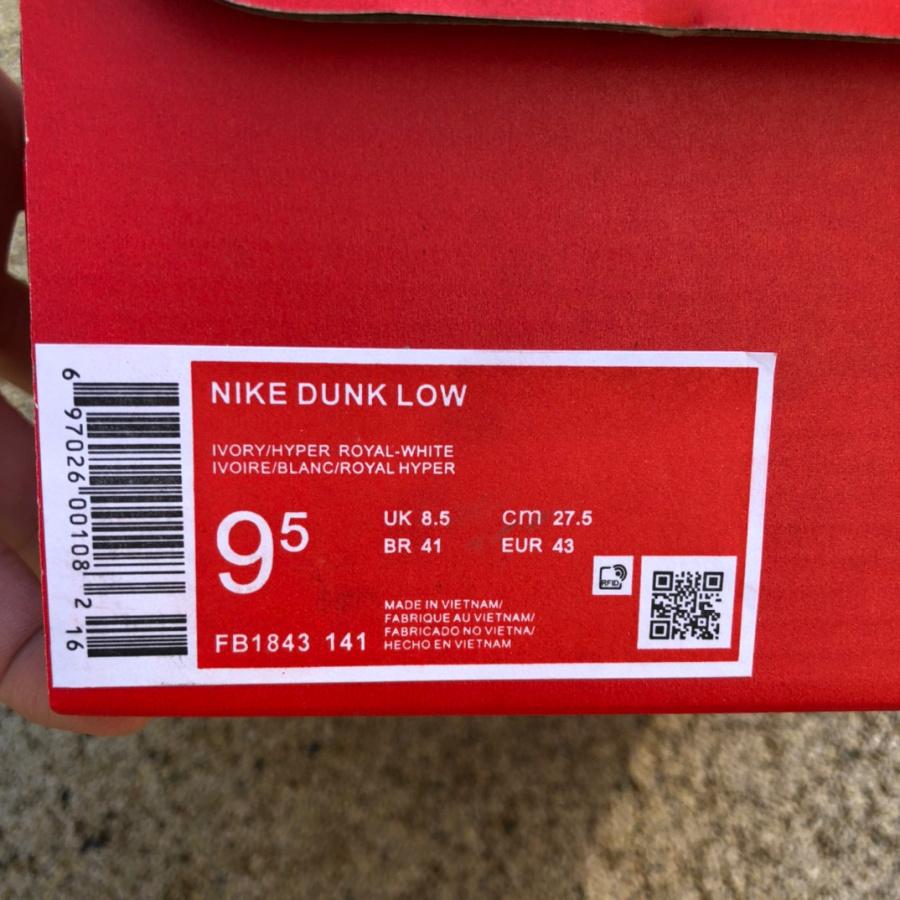 6 97026 00108 2 16
NIKE DUNK LOW
IVORY/HYPER ROYAL-WHITE
IVOIRE/BLANC/ROYAL HYPER
9 5
UK 8.5 cm 27.5
BR 41 EUR 43
RFID
MADE IN VIETNAM/
FABRIQUE AU VIETNAM/
FABRICADO NO VIETNA/
HECHO EN VIETNAM
FB1843 141